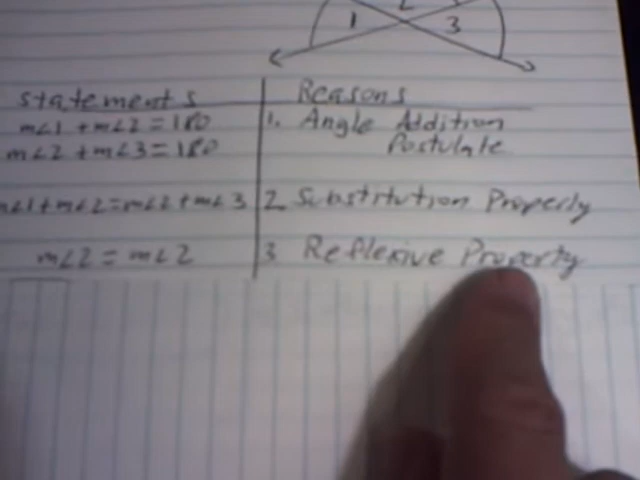 1 2 3
Statements Reasons
m∠1 + m∠2 = 180 1. Angle Addition
m∠2 + m∠3 = 180 Postulate
m∠1 + m∠2 = m∠2 + m∠3 2 Substitution Property
m∠2 = m∠2 3 Reflexive Property